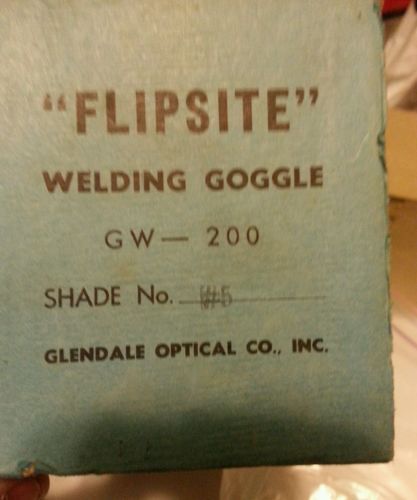 “FLIPSITE”
WELDING GOGGLE
GW— 200
SHADE No. #5
GLENDALE OPTICAL CO., INC.